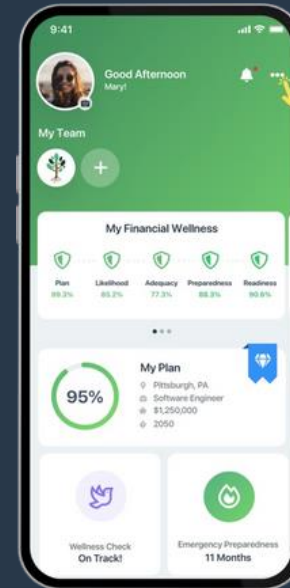 9:41
Good Afternoon
Mary!
My Team
My Financial Wellness
Plan Likelihood Adequacy Preparedness Readiness
99.3% 85.2% 77.3% 88.3% 90.6%
My Plan
95%
Pittsburgh, PA
Software Engineer
$1,250,000
2050
Wellness Check
On Track!
Emergency Preparedness
11 Months